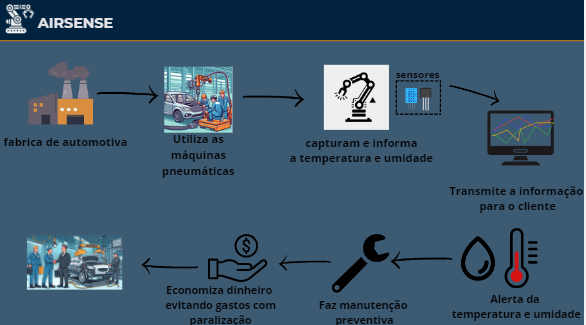 AIRSENSE
fabrica de automotiva
Utiliza as
máquinas
pneumáticas
sensores
capturam e informa
a temperatura e umidade
Transmite a informação
para o cliente
Alerta da
temperatura e umidade
Faz manutenção
preventiva
$
Economiza dinheiro
evitando gastos com
paralização